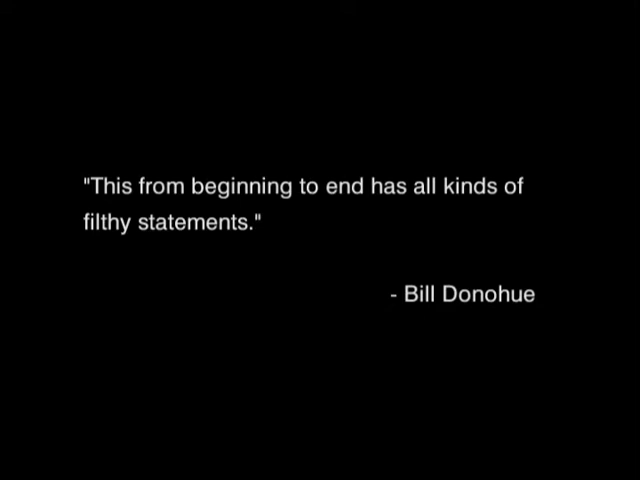 "This from beginning to end has all kinds of
filthy statements."
- Bill Donohue